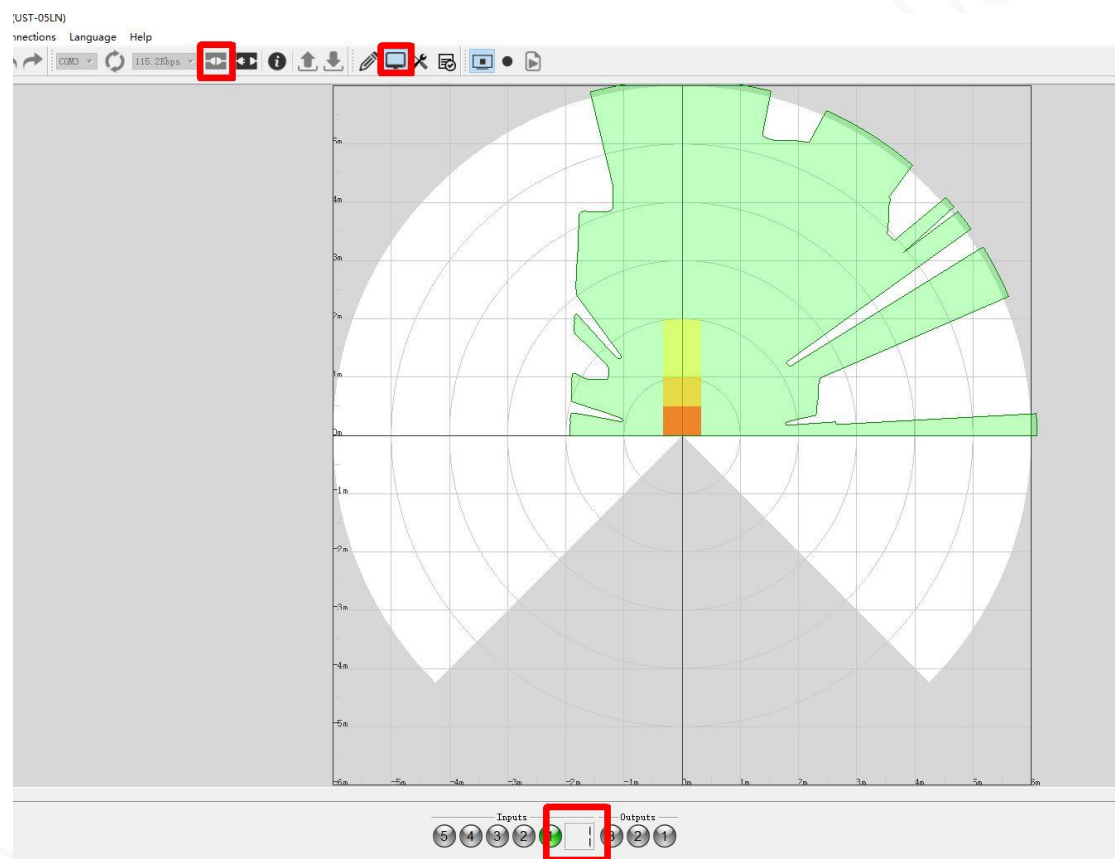 (UST-05LN)
nnections Language Help
COM3 115.2Kbps
5m
4m
3m
2m
1m
0m
-1m
-2m
-3m
-4m
-5m
-6m -5m -4m -3m -2m -1m 0m 1m 2m 3m 4m 5m 6m
Inputs Outputs
5 4 3 2 1 1 3 2 1